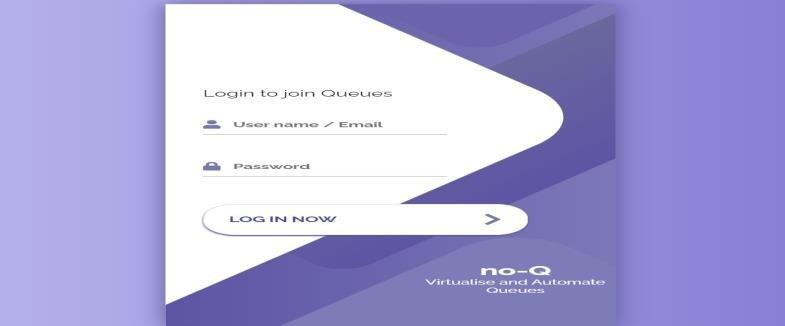 Login to join Queues
User name / Email
Password
LOG IN NOW
no-Q
Virtualise and Automate
Queues